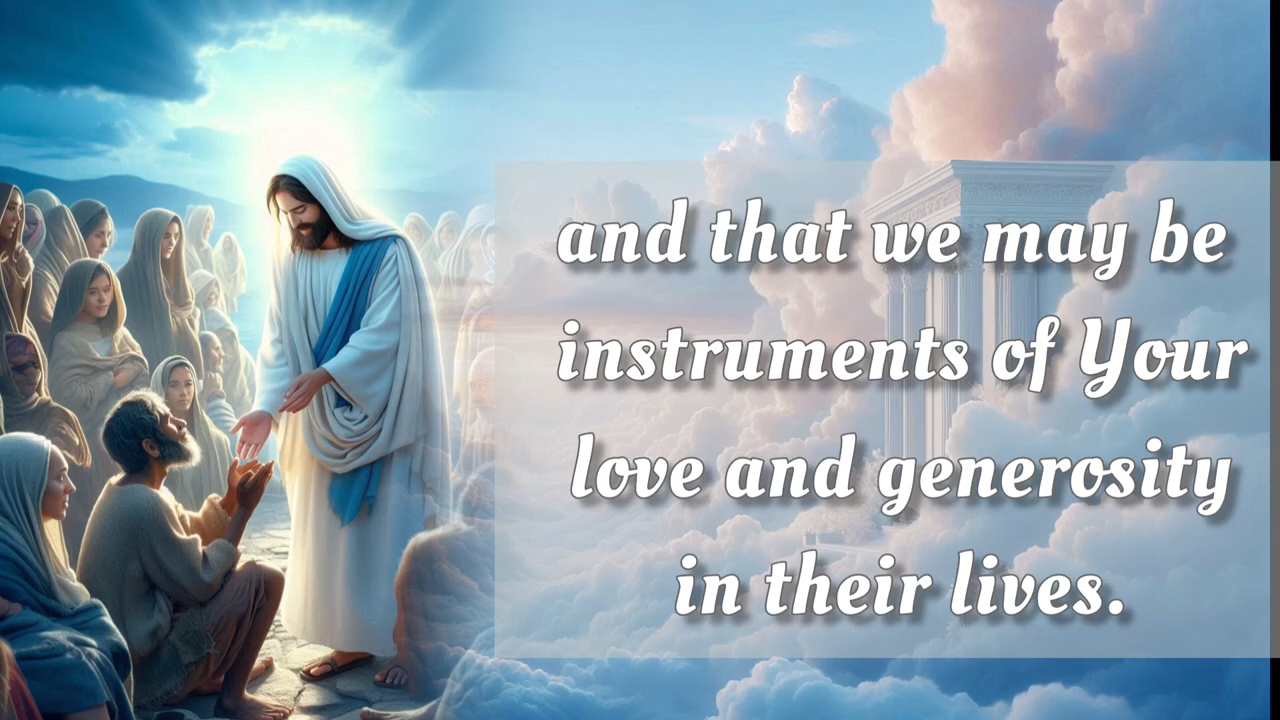 and that we may be
instruments of Your
love and generosity
in their lives.